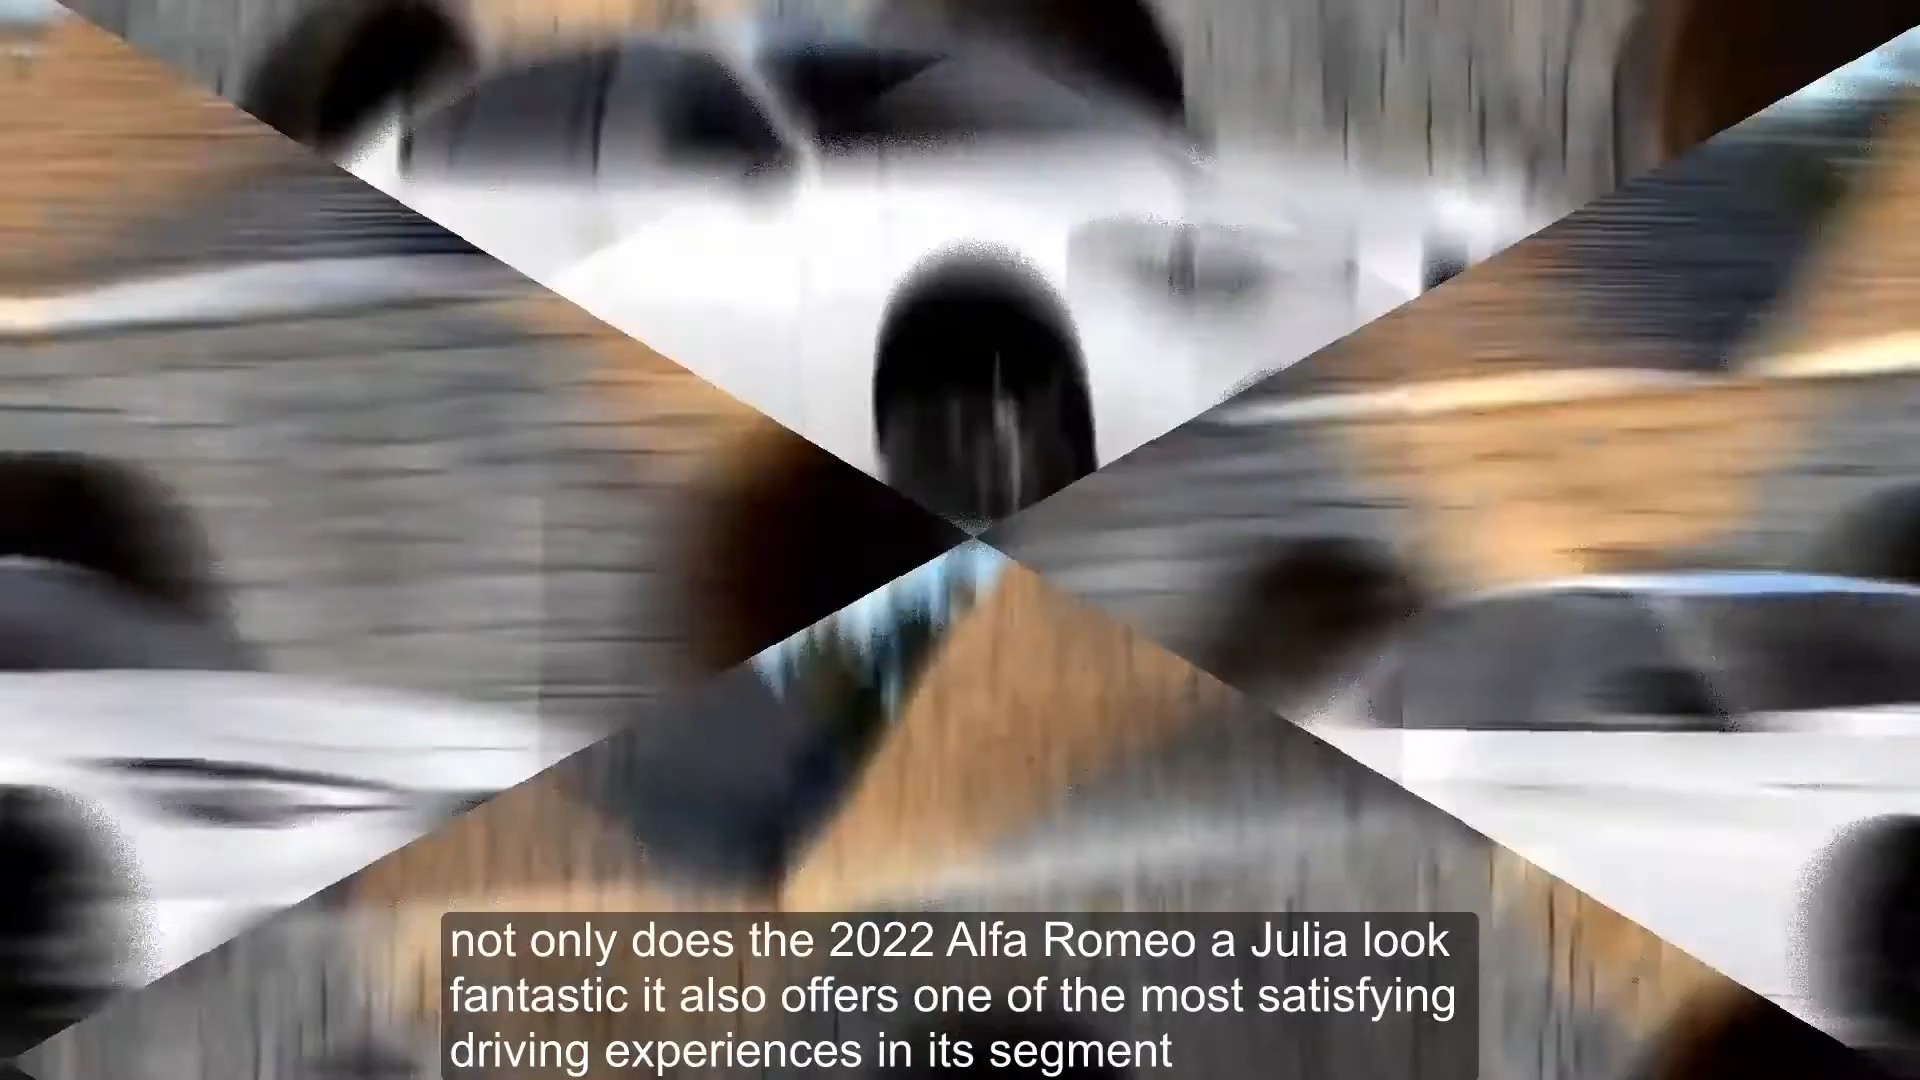 not only does the 2022 Alfa Romeo a Julia look
fantastic it also offers one of the most satisfying
driving experiences in its segment